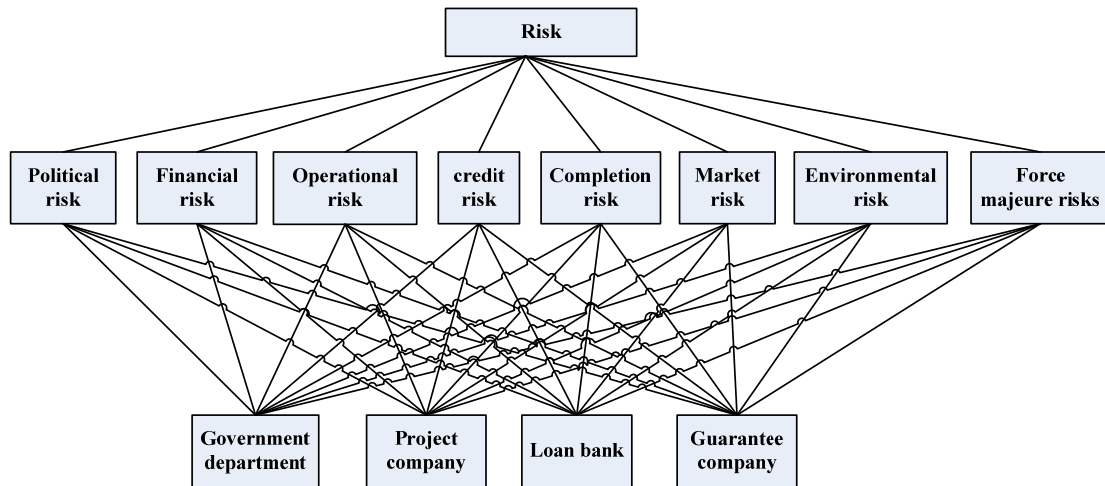 Risk
Political
risk
Financial
risk
Operational
risk
credit
risk
Completion
risk
Market
risk
Environmental
risk
Force
majeure risks
Government
department
Project
company
Loan bank
Guarantee
company